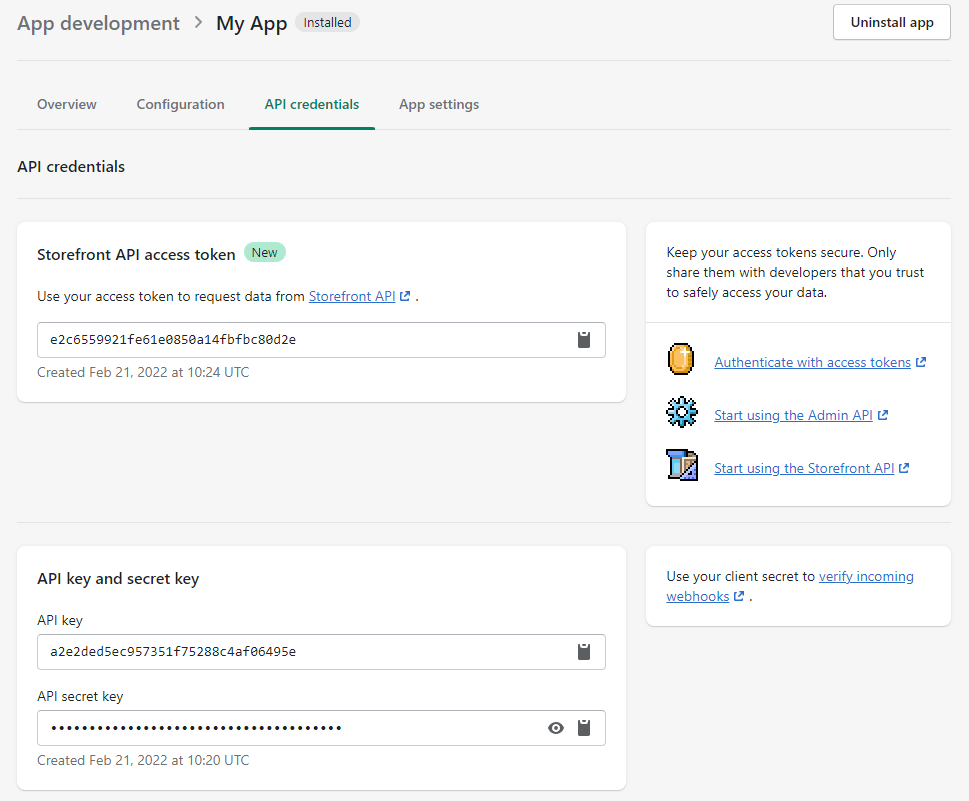 App development > My App Installed
Uninstall app
Overview Configuration API credentials App settings
API credentials
Storefront API access token New
Use your access token to request data from Storefront API .
e2c6559921fe61e0850a14fbfbc80d2e
Created Feb 21, 2022 at 10:24 UTC
Keep your access tokens secure. Only
share them with developers that you trust
to safely access your data.
Authenticate with access tokens
Start using the Admin API
Start using the Storefront API
API key and secret key
API key
a2e2ded5ec957351f75288c4af06495e
API secret key
••••••••••••••••••••••••••••••••••••••
Created Feb 21, 2022 at 10:20 UTC
Use your client secret to verify incoming
webhooks .